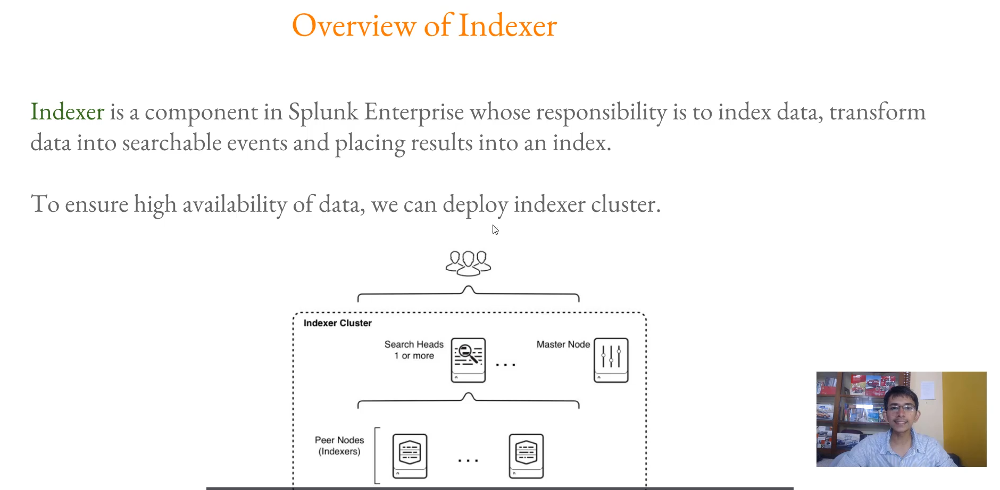 Overview of Indexer
Indexer is a component in Splunk Enterprise whose responsibility is to index data, transform
data into searchable events and placing results into an index.
To ensure high availability of data, we can deploy indexer cluster.
Indexer Cluster
Search Heads
1 or more
...
Master Node
Peer Nodes
(Indexers)
...